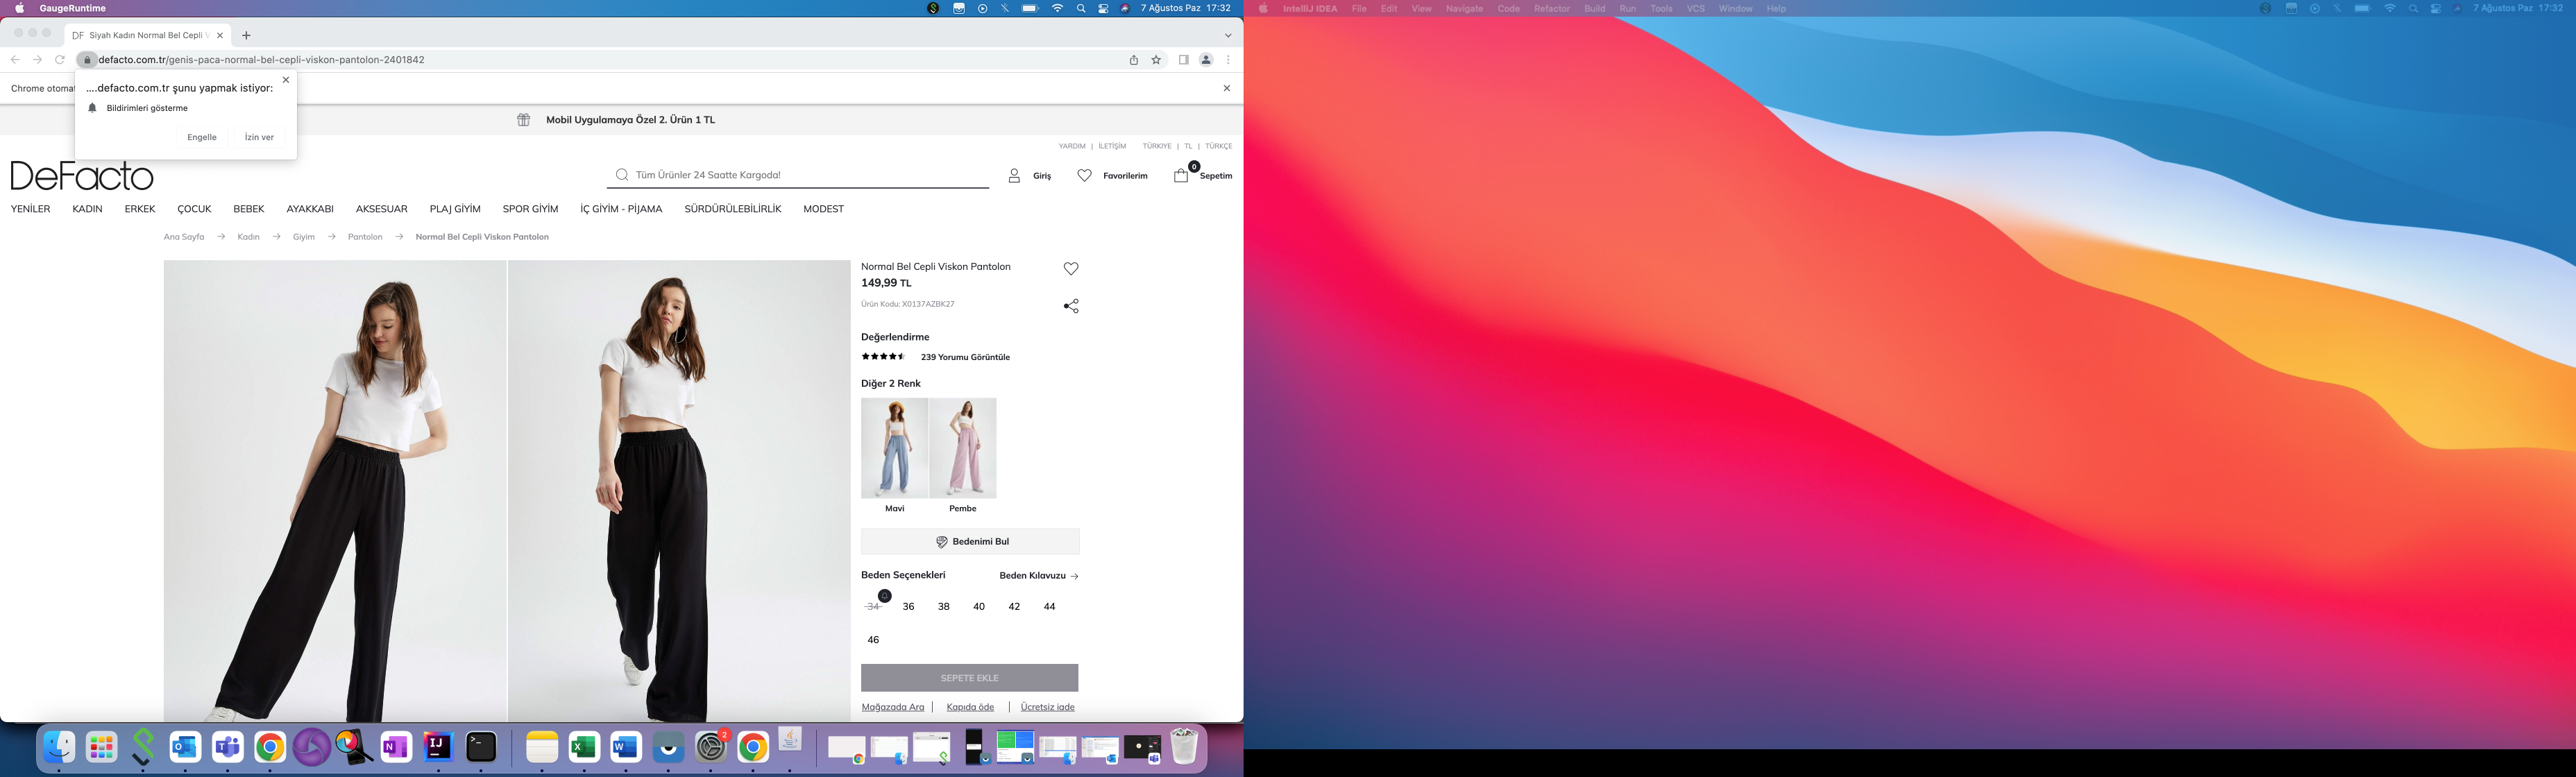 GaugeRuntime
7 Ağustos Paz 17:32
IntelliJ IDEA File Edit View Navigate Code Refactor Build Run Tools VCS Window Help
7 Ağustos Paz 17:32
DF Siyah Kadın Normal Bel Cepli V
defacto.com.tr/genis-paca-normal-bel-cepli-viskon-pantolon-2401842
Chrome otomat
....defacto.com.tr şunu yapmak istiyor:
Bildirimleri gösterme
Engelle İzin ver
Mobil Uygulamaya Özel 2. Ürün 1 TL
YARDIM | İLETİŞİM TÜRKIYE | TL | TÜRKÇE
DeFacto
Tüm Ürünler 24 Saatte Kargoda!
Giriş
Favorilerim
0
Sepetim
YENİLER KADIN ERKEK ÇOCUK BEBEK AYAKKABI AKSESUAR PLAJ GİYİM SPOR GİYİM İÇ GİYİM - PİJAMA SÜRDÜRÜLEBİLİRLİK MODEST
Ana Sayfa → Kadın → Giyim → Pantolon → Normal Bel Cepli Viskon Pantolon
Normal Bel Cepli Viskon Pantolon
149,99 TL
Ürün Kodu: X0137AZBK27
Değerlendirme
239 Yorumu Görüntüle
Diğer 2 Renk
Mavi Pembe
Bedenimi Bul
Beden Seçenekleri Beden Kılavuzu →
34 36 38 40 42 44
46
SEPETE EKLE
Mağazada Ara | Kapıda öde | Ücretsiz iade
2